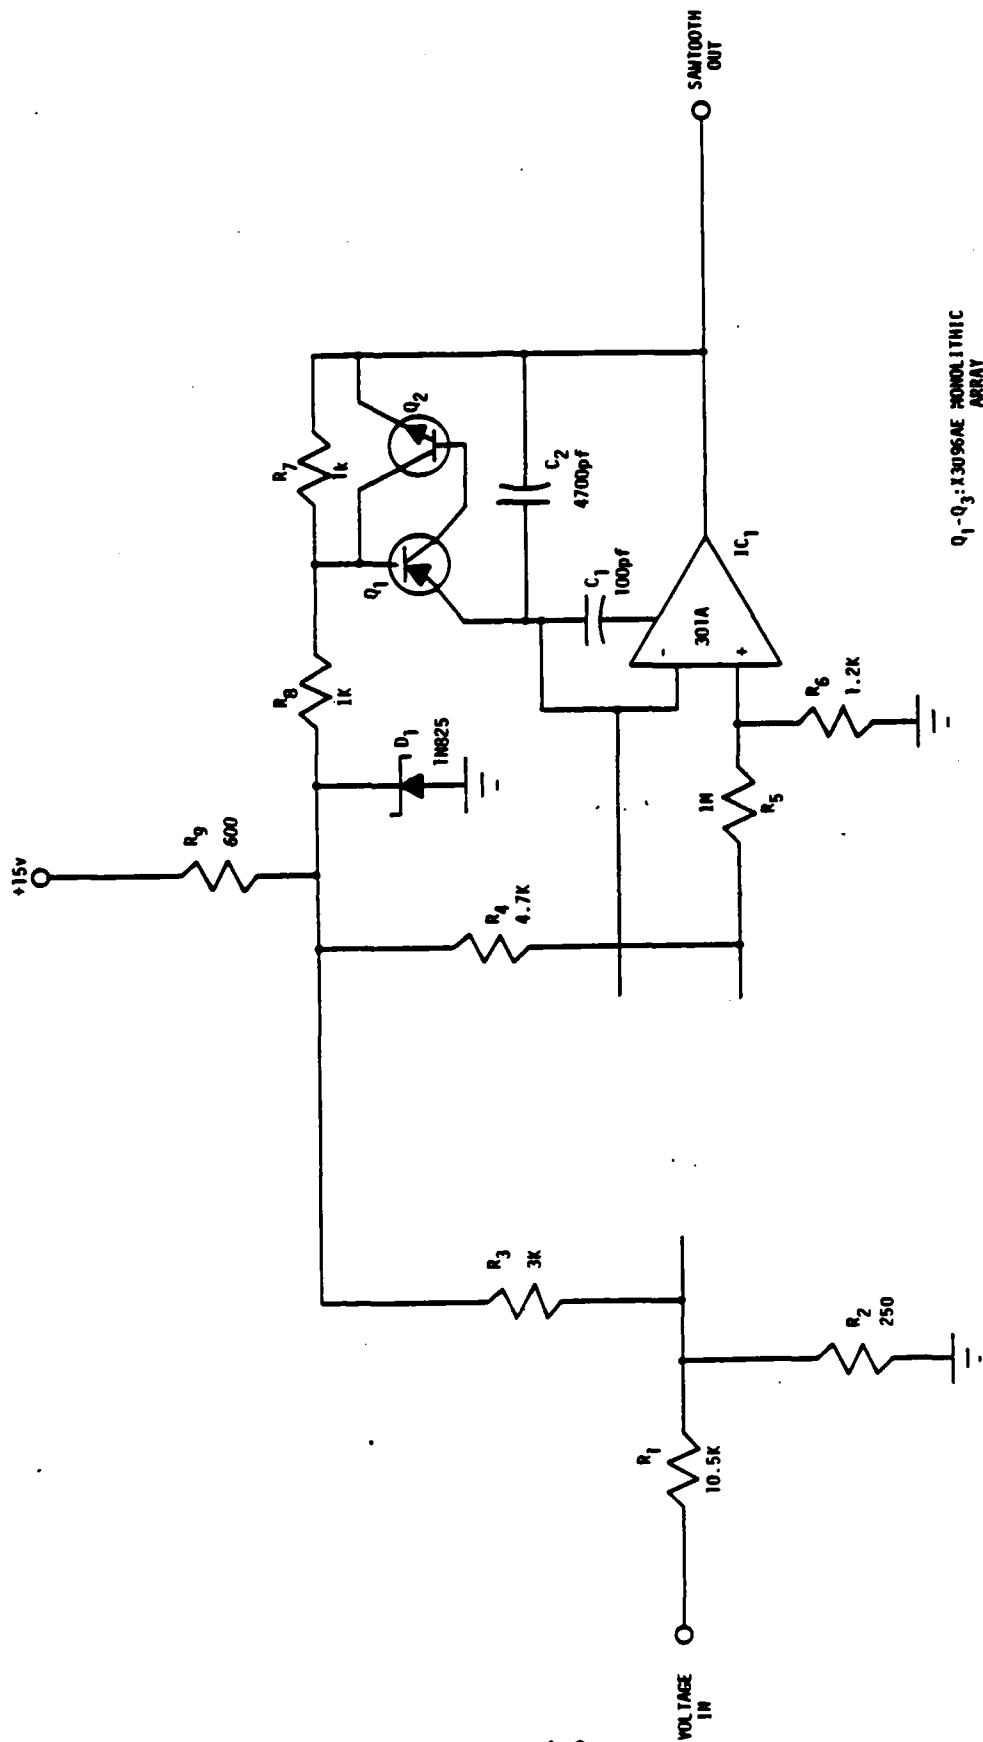 +15v
R9
600
R8
1K
R7
1k
D1
1N825
Q1
Q2
C2
4700pf
C1
100pf
R4
4.7K
R3
3K
301A
-
+
IC1
1M
R5
R6
1.2K
R1
10.5K
R2
250
VOLTAGE
IN
SAWTOOTH
OUT
Q1-Q3:X3096AE MONOLITHIC
ARRAY